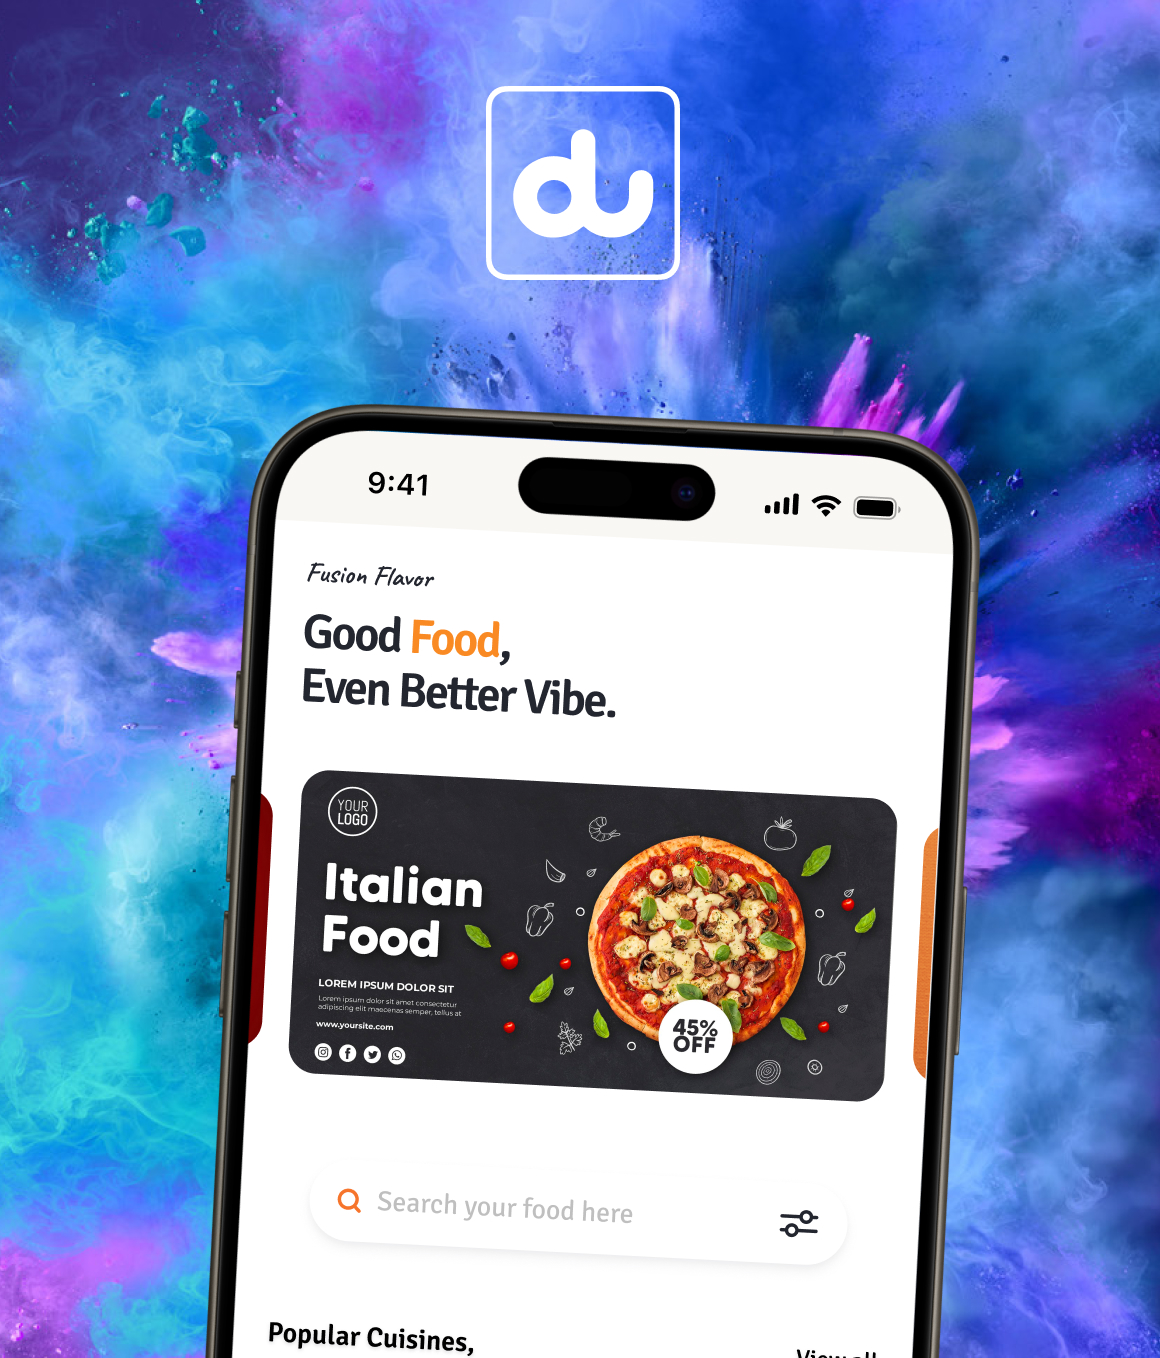 du
9:41
Fusion Flavor
Good Food,
Even Better Vibe.
YOUR
LOGO
Italian
Food
LOREM IPSUM DOLOR SIT
Lorem ipsum dolor sit amet consectetur
adipiscing elit maecenas semper, tellus at
www.yoursite.com
45%
OFF
Search your food here
Popular Cuisines,
View all